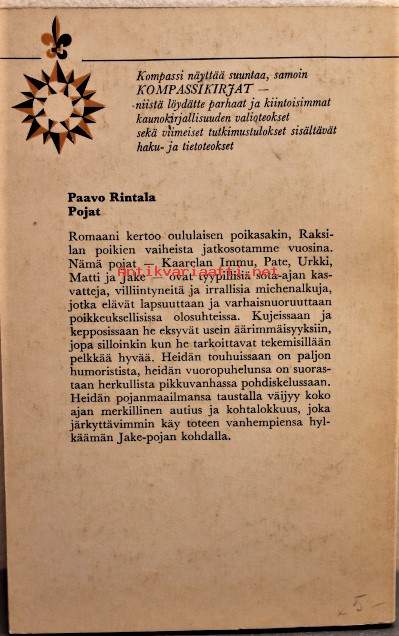 Kompassi näyttää suuntaa, samoin
KOMPASSIKIRJAT —
niistä löydätte parhaat ja kiintoisimmat
kaunokirjallisuuden valioteokset
sekä viimeiset tutkimustulokset sisältävät
haku- ja tietoteokset
Paavo Rintala
Pojat
Romaani kertoo oululaisen poikasakin, Raksi-
lan poikien vaiheista jatkosotamme vuosina.
Nämä pojat — Kaarelan Immu, Pate, Urkki,
Matti ja Jake — ovat tyypillisiä sota-ajan kas-
vatteja, villiintyneitä ja irrallisia miehenalkuja,
jotka elävät lapsuuttaan ja varhaisnuoruuttaan
poikkeuksellisissa olosuhteissa. Kujeissaan ja
kepposissaan he eksyvät usein äärimmäisyyksiin,
jopa silloinkin kun he tarkoittavat tekemisillään
pelkkää hyvää. Heidän touhuissaan on paljon
humoristista, heidän vuoropuhelunsa on suoras-
taan herkullista pikkuvanhassa pohdiskelussaan.
Heidän pojanmaailmansa taustalla väijyy koko
ajan merkillinen autius ja kohtalokkuus, joka
järkyttävimmin käy toteen vanhempiensa hyl-
käämän Jake-pojan kohdalla.
antikvariaatti.net
5-